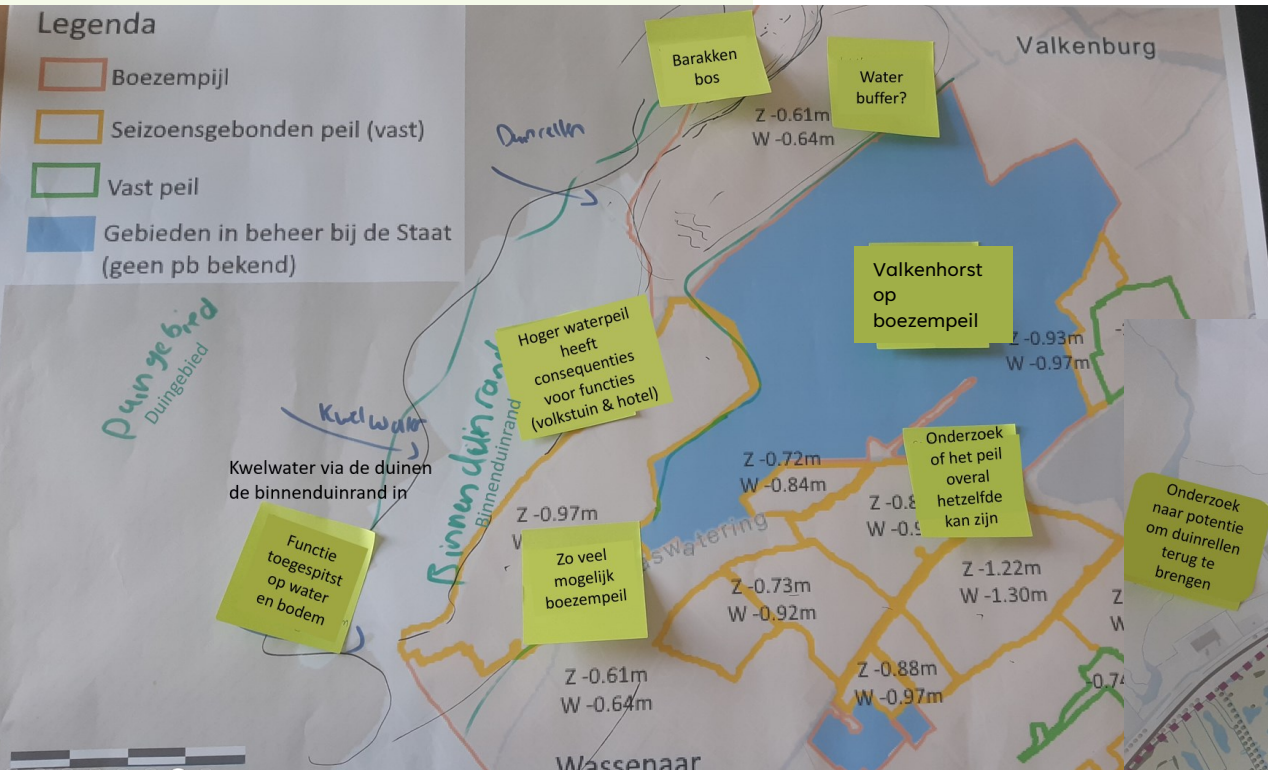 Legenda
Boezempijl
Seizoensgebonden peil (vast)
Vast peil
Gebieden in beheer bij de Staat
(geen pb bekend)
Barakken
bos
Water
buffer?
Valkenburg
Z -0.61m
W -0.64m
Duinrellen
Valkenhorst
op
boezempeil
Z -0.93m
W -0.97m
Hoger waterpeil
heeft
consequenties
voor functies
(volkstuin & hotel)
Duingebied
Duingebied
Kwelwater
Binnenduinrand
Binnenduinrand
Kwelwater via de duinen
de binnenduinrand in
Functie
toegespitst
op water
en bodem
Z -0.72m
W -0.84m
Onderzoek
of het peil
overal
hetzelfde
kan zijn
Onderzoek
naar potentie
om duinrellen
terug te
brengen
Z -0.97m
W
Zo veel
mogelijk
boezempeil
Z -0.73m
W -0.92m
Z -1.22m
W -1.30m
Z
W
Z -0.61m
W -0.64m
Z -0.88m
W -0.97m
Wassenaar